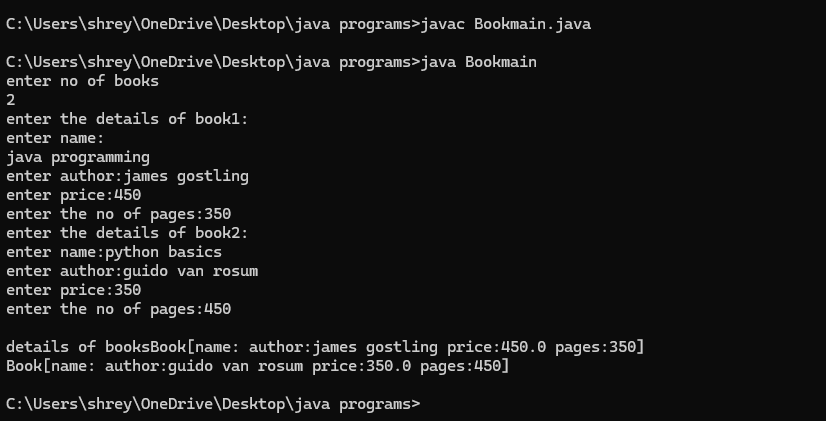 C:\Users\shrey\OneDrive\Desktop\java programs>javac Bookmain.java
C:\Users\shrey\OneDrive\Desktop\java programs>java Bookmain
enter no of books
2
enter the details of book1:
enter name:
java programming
enter author:james gostling
enter price:450
enter the no of pages:350
enter the details of book2:
enter name:python basics
enter author:guido van rosum
enter price:350
enter the no of pages:450
details of booksBook[name: author:james gostling price:450.0 pages:350]
Book[name: author:guido van rosum price:350.0 pages:450]
C:\Users\shrey\OneDrive\Desktop\java programs>